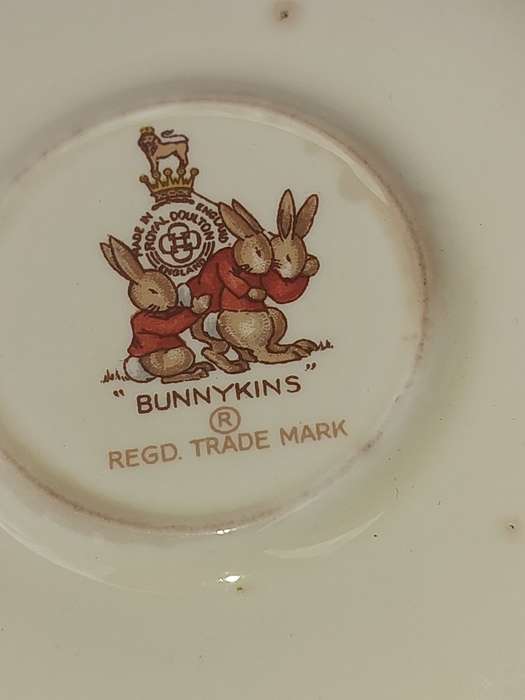 MADE IN ENGLAND
ROYAL DOULTON
ENGLAND
" BUNNYKINS "
®
REGD. TRADE MARK